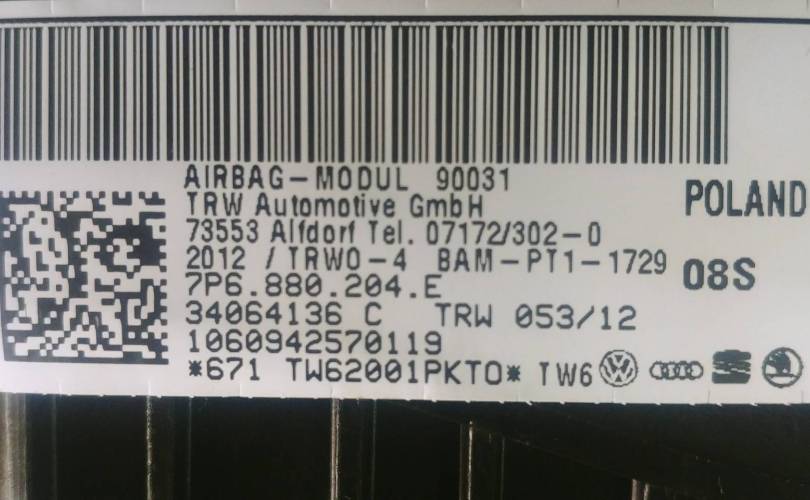 AIRBAG-MODUL 90031
TRW Automotive GmbH
POLAND
73553 Alfdorf Tel. 07172/302-0
2012 / TRWO-4 BAM-PT1-1729
08S
7P6.880.204.E
34064136 C TRW 053/12
1060942570119
*671 TW62001PKTO* TW6